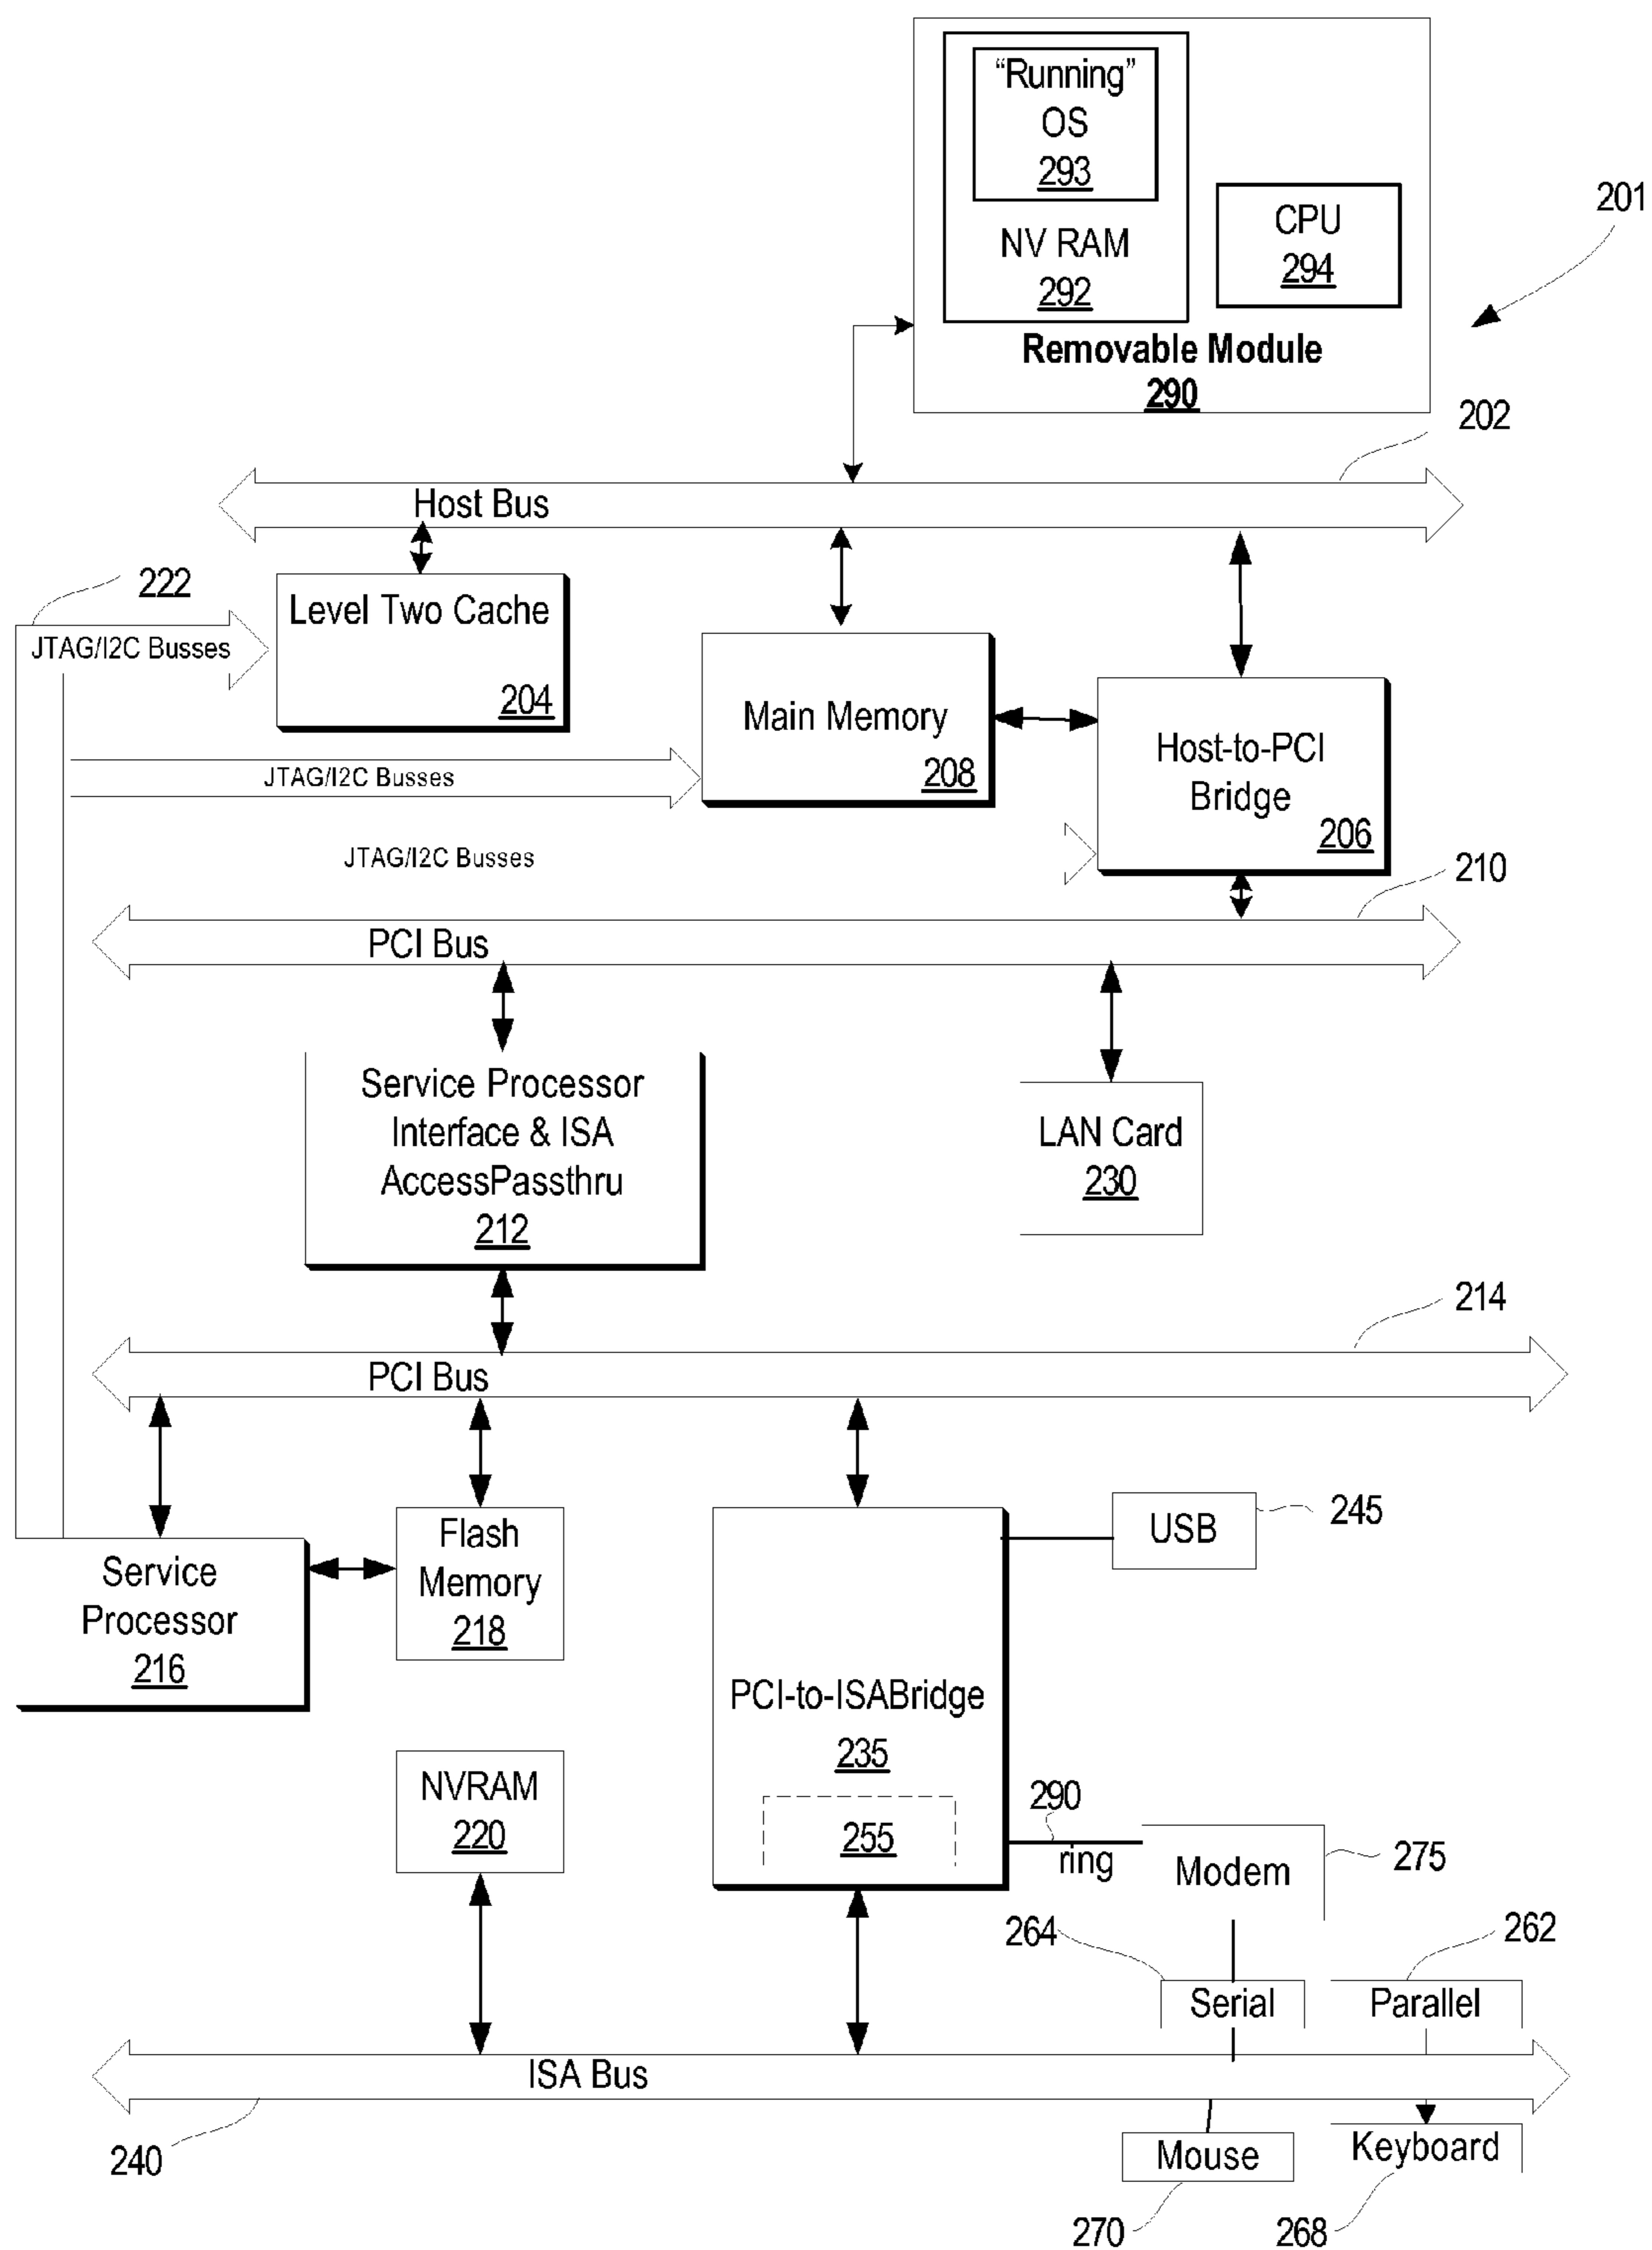 “Running”
OS
293
NV RAM
292
CPU
294
Removable Module
290
201
202
Host Bus
222
JTAG/I2C Busses
Level Two Cache
204
Main Memory
208
Host-to-PCI
Bridge
206
JTAG/I2C Busses
JTAG/I2C Busses
210
PCI Bus
Service Processor
Interface & ISA
AccessPassthru
212
LAN Card
230
214
PCI Bus
Service
Processor
216
Flash
Memory
218
USB
245
PCI-to-ISABridge
235
255
NVRAM
220
290
ring
Modem
275
264
262
Serial
Parallel
ISA Bus
240
Mouse
Keyboard
270
268